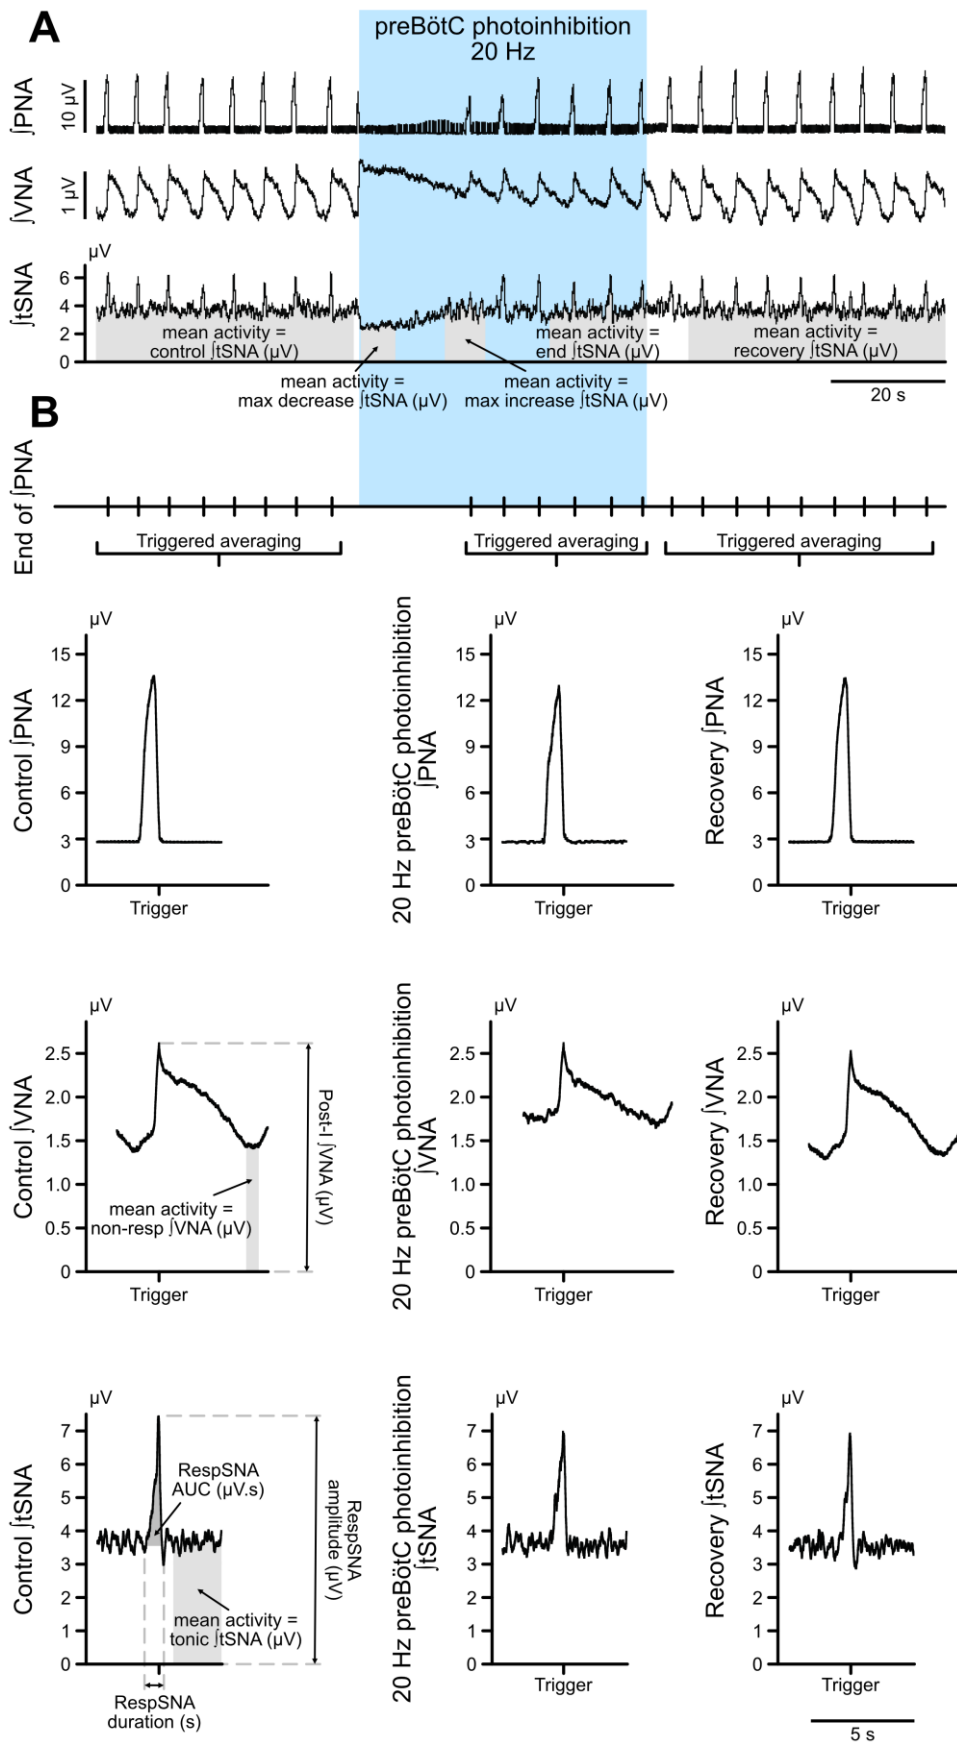 A
preBötC photoinhibition
20 Hz
∫PNA
10 µV
∫VNA
1 µV
µV
∫tSNA
6
4
2
0
mean activity =
control ∫tSNA (µV)
mean activity =
end ∫tSNA (µV)
mean activity =
recovery ∫tSNA (µV)
mean activity =
max decrease ∫tSNA (µV)
mean activity =
max increase ∫tSNA (µV)
20 s
B
End of ∫PNA
Triggered averaging
Triggered averaging
Triggered averaging
µV
Control ∫PNA
15
12
9
6
3
0
Trigger
µV
20 Hz preBötC photoinhibition
∫PNA
15
12
9
6
3
0
Trigger
µV
Recovery ∫PNA
15
12
9
6
3
0
Trigger
µV
Control ∫VNA
2.5
2.0
1.5
1.0
0.5
0
mean activity =
non-resp ∫VNA (µV)
Post-I ∫VNA (µV)
Trigger
µV
20 Hz preBötC photoinhibition
∫VNA
2.5
2.0
1.5
1.0
0.5
0
Trigger
µV
Recovery ∫VNA
2.5
2.0
1.5
1.0
0.5
0
Trigger
µV
Control ∫tSNA
7
6
5
4
3
2
1
0
RespSNA
AUC (µV.s)
mean activity =
tonic ∫tSNA (µV)
RespSNA
amplitude (µV)
RespSNA
duration (s)
µV
20 Hz preBötC photoinhibition
∫tSNA
7
6
5
4
3
2
1
0
Trigger
µV
Recovery ∫tSNA
7
6
5
4
3
2
1
0
Trigger
5 s